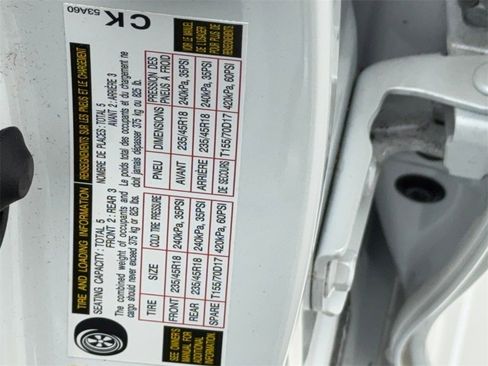 TIRE AND LOADING INFORMATION
SEATING CAPACITY : TOTAL 5
FRONT 2 : REAR 3
The combined weight of occupants and
cargo should never exceed 375 kg or 825 lbs.
TIRE SIZE COLD TIRE PRESSURE
FRONT 235/45R18 240kPa, 35PSI
REAR 235/45R18 240kPa, 35PSI
SPARE T155/70D17 420kPa, 60PSI
SEE OWNER'S
MANUAL FOR
ADDITIONAL
INFORMATION
RENSEIGNEMENTS SUR LES PNEUS ET LE CHARGEMENT
NOMBRE DE PLACES : TOTAL 5
AVANT 2 : ARRIÈRE 3
Le poids total des occupants et du chargement ne
doit jamais dépasser 375 kg ou 825 lb.
PNEU DIMENSIONS PRESSION DES
PNEUS À FROID
AVANT 235/45R18 240kPa, 35PSI
ARRIÈRE 235/45R18 240kPa, 35PSI
DE SECOURS T155/70D17 420kPa, 60PSI
VOIR LE MANUEL
DE L'USAGER
POUR PLUS DE
RENSEIGNEMENTS
53A60
CK